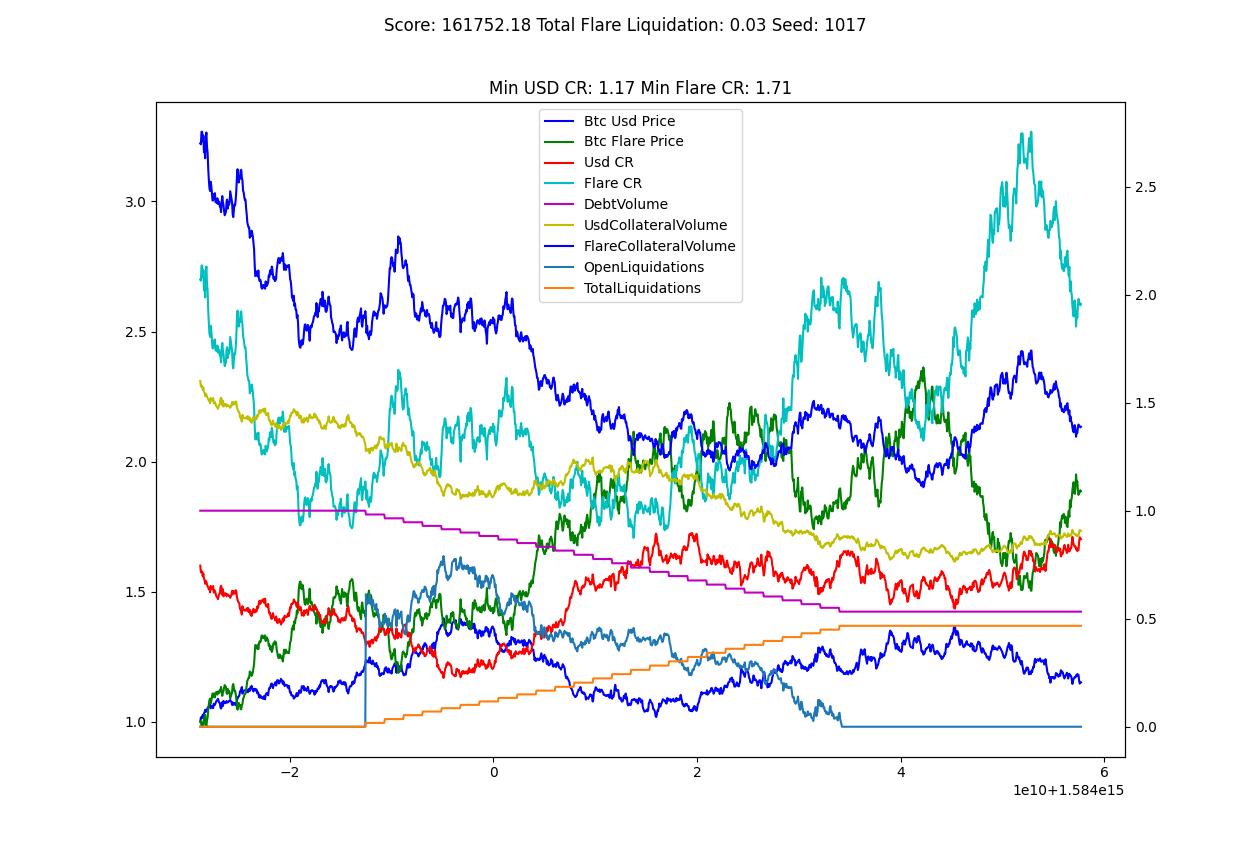 Score: 161752.18 Total Flare Liquidation: 0.03 Seed: 1017
Min USD CR: 1.17 Min Flare CR: 1.71
Btc Usd Price
Btc Flare Price
Usd CR
Flare CR
DebtVolume
UsdCollateralVolume
FlareCollateralVolume
OpenLiquidations
TotalLiquidations
3.0
2.5
2.0
1.5
1.0
2.5
2.0
1.5
1.0
0.5
0.0
−2
0
2
4
6
1e10+1.584e15